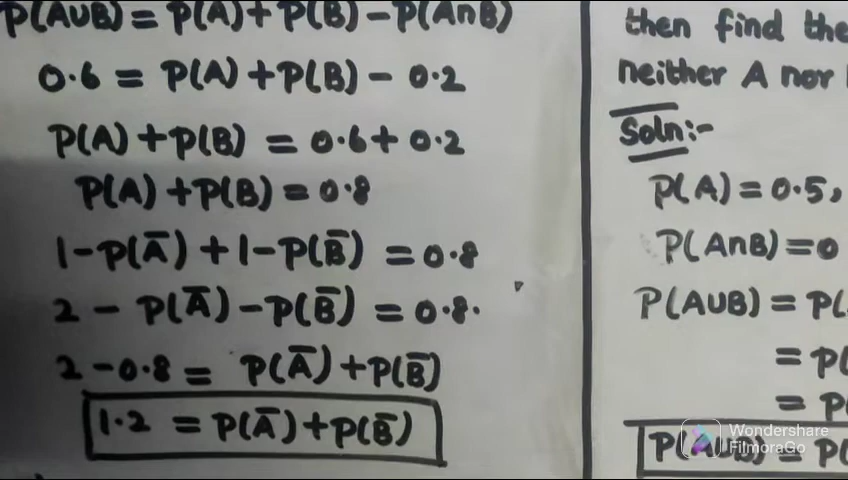 P(AUB) = P(A)+P(B)-P(A∩B)
0.6 = P(A)+P(B) - 0.2
P(A)+P(B) = 0.6+0.2
P(A)+P(B) = 0.8
1-P(A̅)+1-P(B̅) = 0.8
2 - P(A̅)-P(B̅) = 0.8.
2-0.8 = P(A̅)+P(B̅)
1.2 = P(A̅)+P(B̅)
then find the
neither A nor
Soln:-
P(A) = 0.5,
P(A∩B) = 0
P(AUB) = P(
= P(
= P(
P(AUB) = P(
Wondershare
FilmoraGo